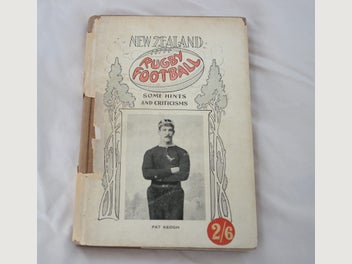 NEW ZEALAND
RUGBY
FOOTBALL
SOME HINTS
AND CRITICISMS
PAT KEOGH
2/6